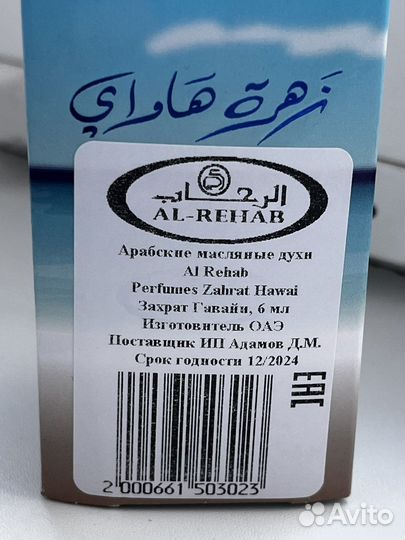 زهرة هاواي
الرحاب
AL-REHAB
Арабские масляные духи
Al Rehab
Perfumes Zahrat Hawai
Захрат Гавайи, 6 мл
Изготовитель ОАЭ
Поставщик ИП Адамов Д.М.
Срок годности 12/2024
EAC
2 000661 503023
Avito